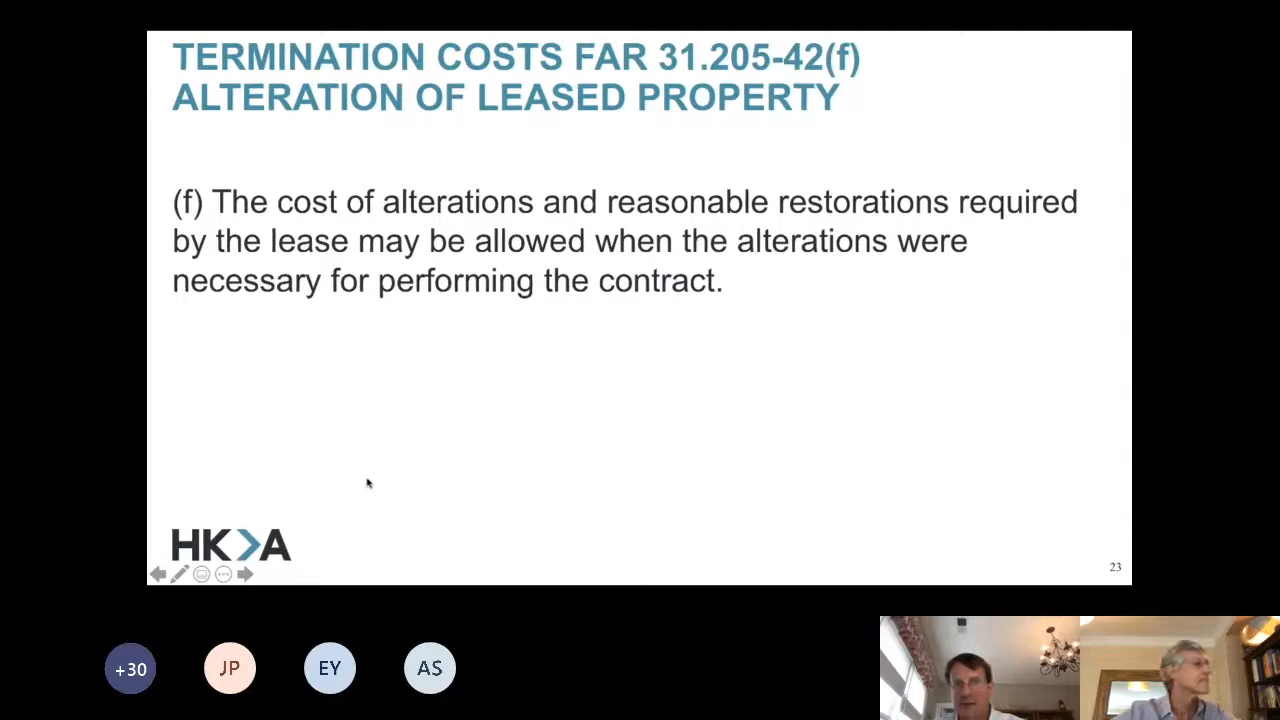 TERMINATION COSTS FAR 31.205-42(f)
ALTERATION OF LEASED PROPERTY
(f) The cost of alterations and reasonable restorations required
by the lease may be allowed when the alterations were
necessary for performing the contract.
HKA
23
+30
JP
EY
AS